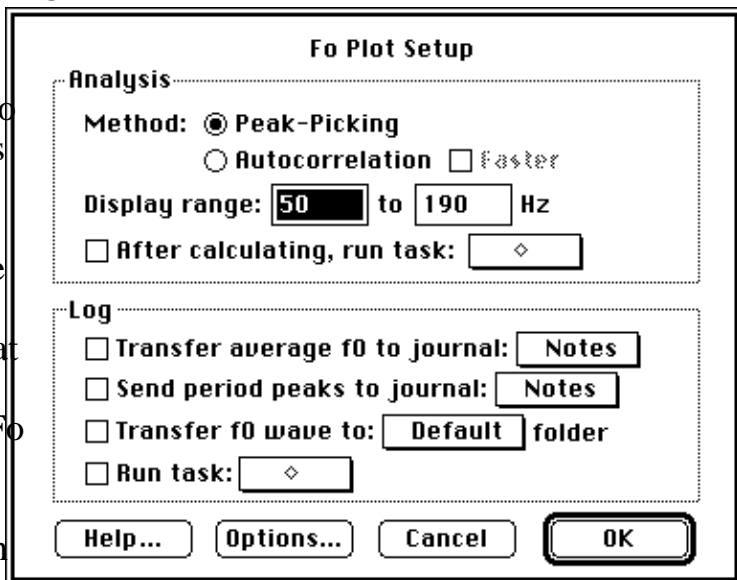 Fo Plot Setup
Analysis
Method: Peak-Picking
Autocorrelation Faster
Display range: 50 to 190 Hz
After calculating, run task:
Log
Transfer average f0 to journal: Notes
Send period peaks to journal: Notes
Transfer f0 wave to: Default folder
Run task:
Help... Options... Cancel OK